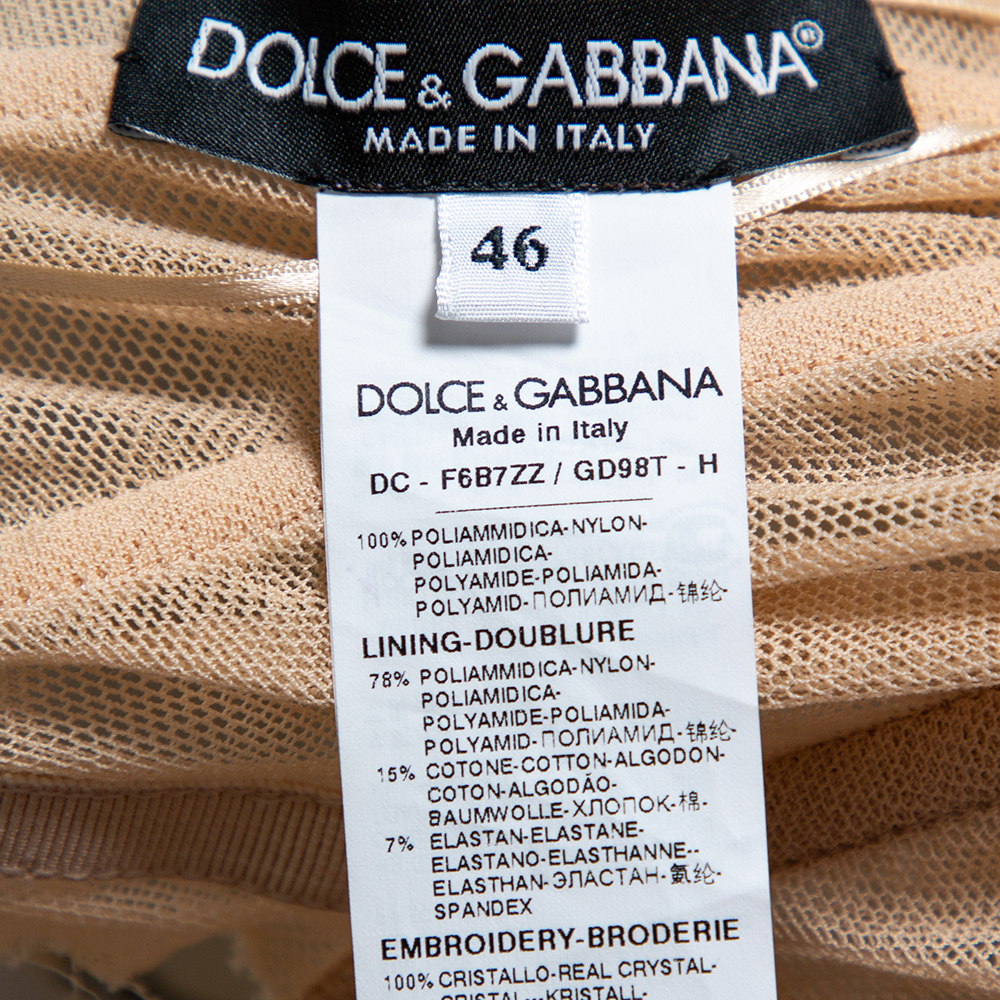 DOLCE & GABBANA®
MADE IN ITALY
46
DOLCE & GABBANA
Made in Italy
DC - F6B7ZZ / GD98T - H
100% POLIAMMIDICA-NYLON-
POLIAMIDICA-
POLYAMIDE-POLIAMIDA-
POLYAMID-ПОЛИАМИД-锦纶-
LINING-DOUBLURE
78% POLIAMMIDICA-NYLON-
POLIAMIDICA-
POLYAMIDE-POLIAMIDA-
POLYAMID-ПОЛИАМИД-锦纶-
15% COTONE-COTTON-ALGODON-
COTON-ALGODÃO-
BAUMWOLLE-ХЛОПОК-棉-
7% ELASTAN-ELASTANE-
ELASTANO-ELASTHANNE--
ELASTHAN-ЭЛАСТАН-氨纶-
SPANDEX
EMBROIDERY-BRODERIE
100% CRISTALLO-REAL CRYSTAL-
CRISTAL---KRISTALL-